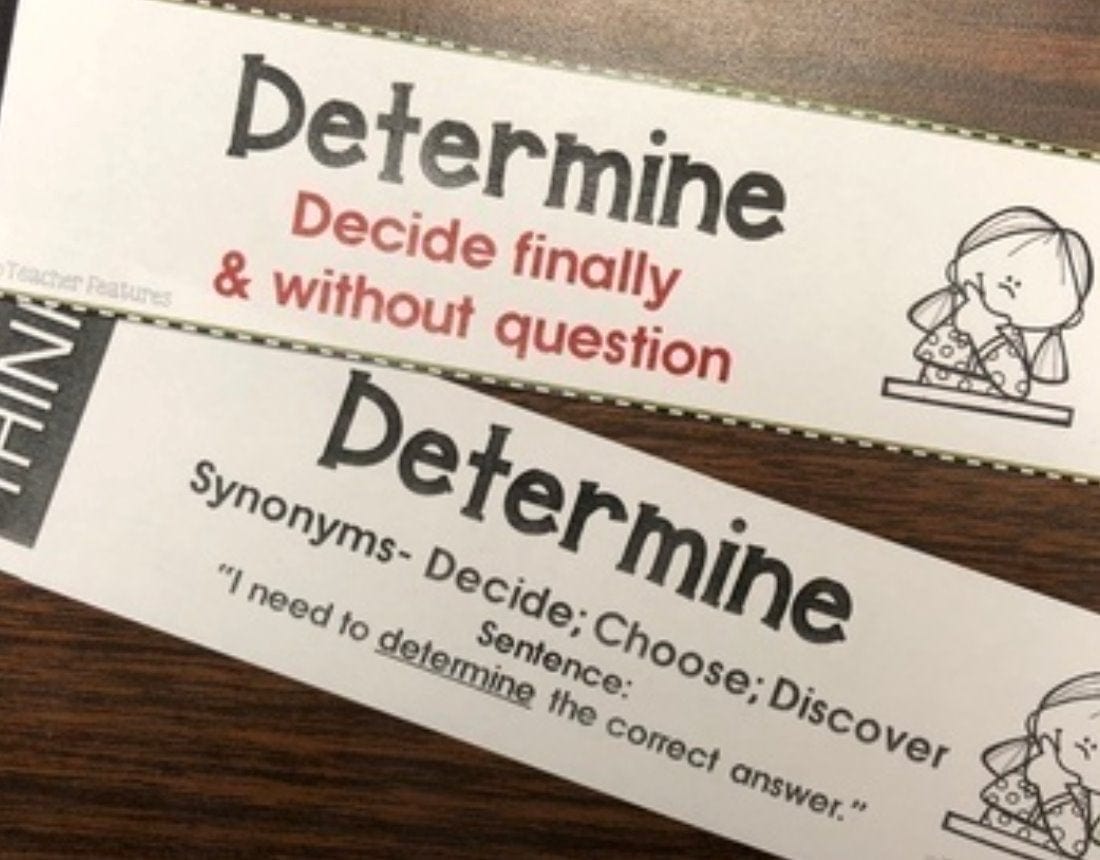 Determine
Decide finally
& without question
Teacher Features
Determine
Synonyms- Decide; Choose; Discover
Sentence:
"I need to determine the correct answer."